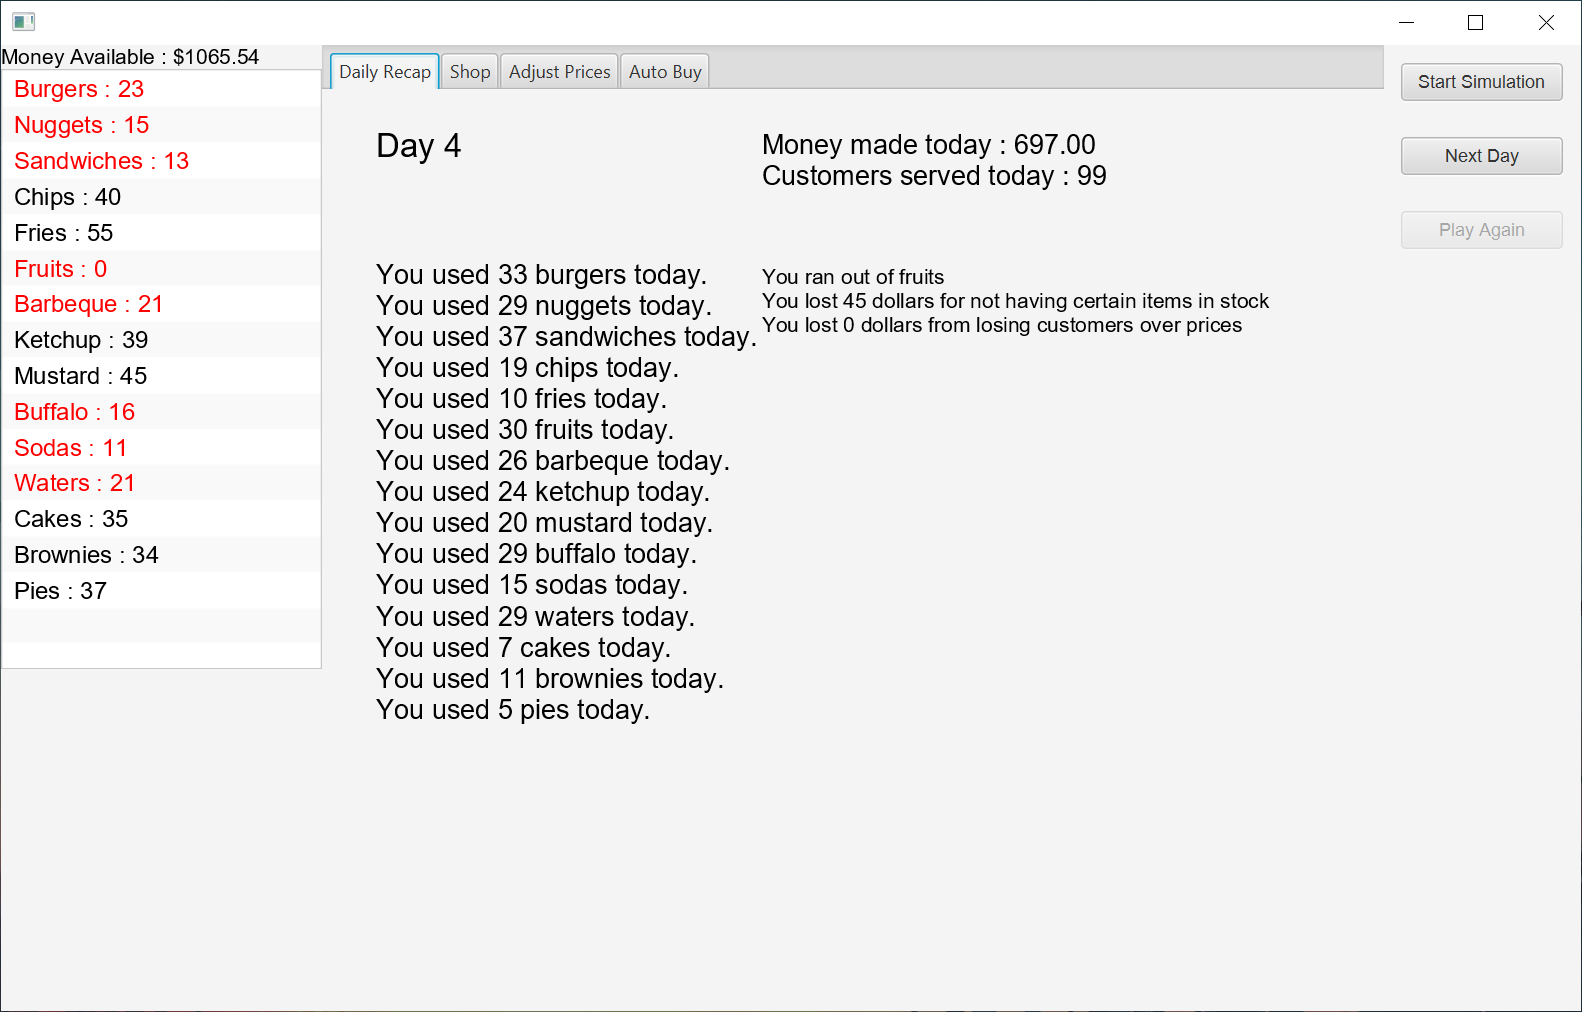 Money Available : $1065.54
Burgers : 23
Nuggets : 15
Sandwiches : 13
Chips : 40
Fries : 55
Fruits : 0
Barbeque : 21
Ketchup : 39
Mustard : 45
Buffalo : 16
Sodas : 11
Waters : 21
Cakes : 35
Brownies : 34
Pies : 37
Daily Recap
Shop
Adjust Prices
Auto Buy
Day 4
Money made today : 697.00
Customers served today : 99
You used 33 burgers today.
You used 29 nuggets today.
You used 37 sandwiches today.
You used 19 chips today.
You used 10 fries today.
You used 30 fruits today.
You used 26 barbeque today.
You used 24 ketchup today.
You used 20 mustard today.
You used 29 buffalo today.
You used 15 sodas today.
You used 29 waters today.
You used 7 cakes today.
You used 11 brownies today.
You used 5 pies today.
You ran out of fruits
You lost 45 dollars for not having certain items in stock
You lost 0 dollars from losing customers over prices
Start Simulation
Next Day
Play Again